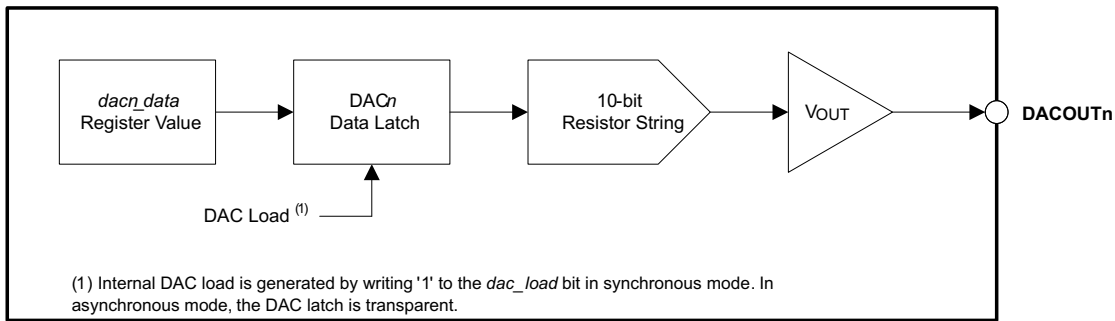 dacn_data
Register Value
DACn
Data Latch
10-bit
Resistor String
VOUT
DACOUTn
DAC Load (1)
(1) Internal DAC load is generated by writing '1' to the dac_load bit in synchronous mode. In
asynchronous mode, the DAC latch is transparent.